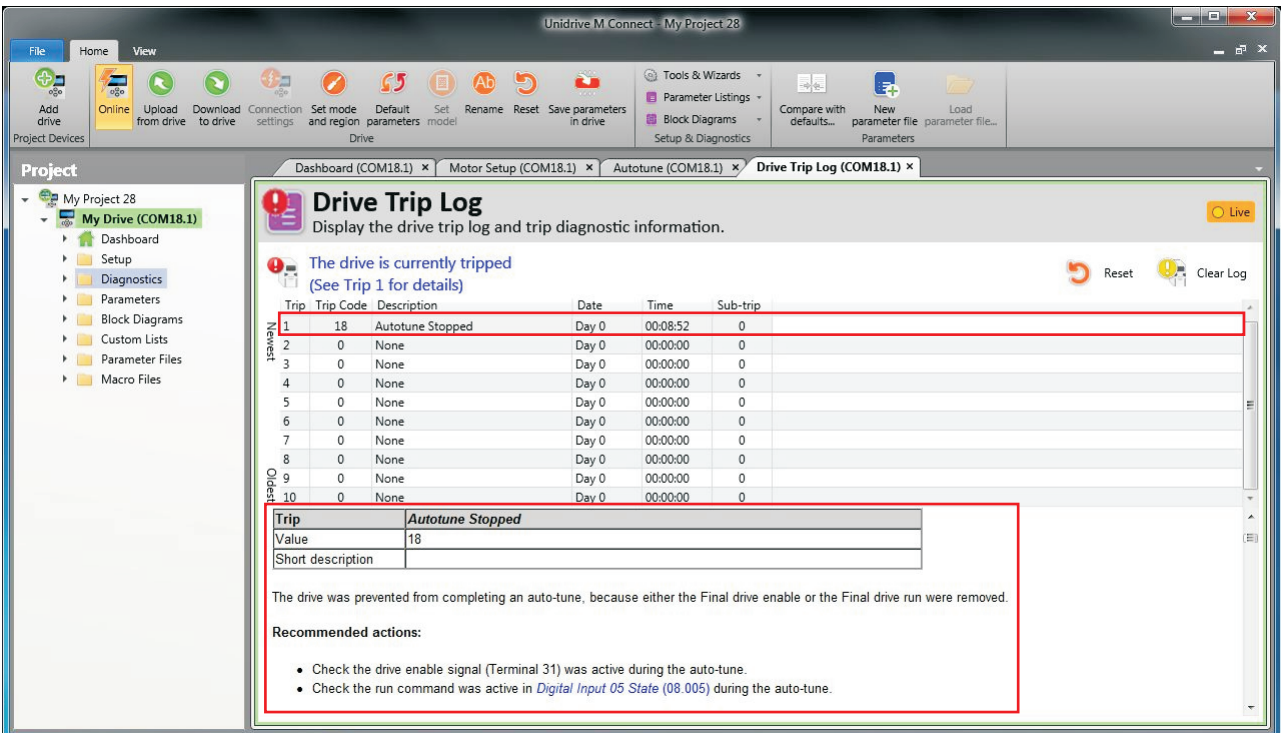 Unidrive M Connect - My Project 28
File Home View
Add drive
Online
Upload from drive
Download to drive
Connection settings
Set mode and region
Default parameters
Set model
Rename
Reset
Save parameters in drive
Tools & Wizards
Parameter Listings
Block Diagrams
Compare with defaults...
New parameter file
Load parameter file...
Project Devices
Drive
Setup & Diagnostics
Parameters
Project
My Project 28
My Drive (COM18.1)
Dashboard
Setup
Diagnostics
Parameters
Block Diagrams
Custom Lists
Parameter Files
Macro Files
Dashboard (COM18.1) Motor Setup (COM18.1) Autotune (COM18.1) Drive Trip Log (COM18.1)
Drive Trip Log
Display the drive trip log and trip diagnostic information.
Live
The drive is currently tripped
(See Trip 1 for details)
Reset
Clear Log
Trip Trip Code Description Date Time Sub-trip
Newest
1 18 Autotune Stopped Day 0 00:08:52 0
2 0 None Day 0 00:00:00 0
3 0 None Day 0 00:00:00 0
4 0 None Day 0 00:00:00 0
5 0 None Day 0 00:00:00 0
6 0 None Day 0 00:00:00 0
7 0 None Day 0 00:00:00 0
8 0 None Day 0 00:00:00 0
Oldest
9 0 None Day 0 00:00:00 0
10 0 None Day 0 00:00:00 0
Trip Autotune Stopped
Value 18
Short description
The drive was prevented from completing an auto-tune, because either the Final drive enable or the Final drive run were removed.
Recommended actions:
• Check the drive enable signal (Terminal 31) was active during the auto-tune.
• Check the run command was active in Digital Input 05 State (08.005) during the auto-tune.